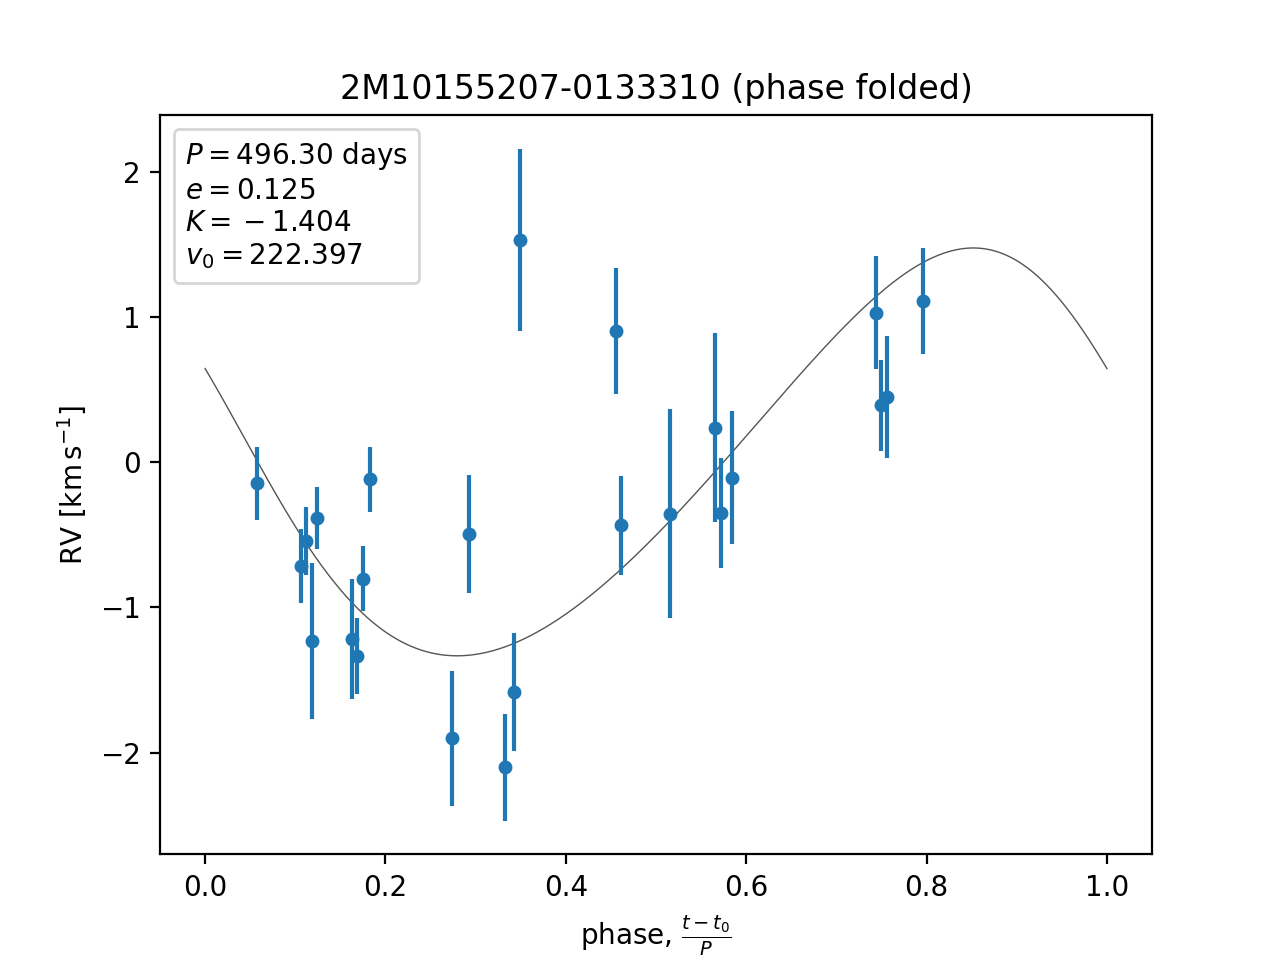 2M10155207-0133310 (phase folded)
P = 496.30 days
e = 0.125
K = −1.404
v₀ = 222.397
2
1
0
−1
−2
RV [km s⁻¹]
0.0 0.2 0.4 0.6 0.8 1.0
phase, (t − t₀)/P